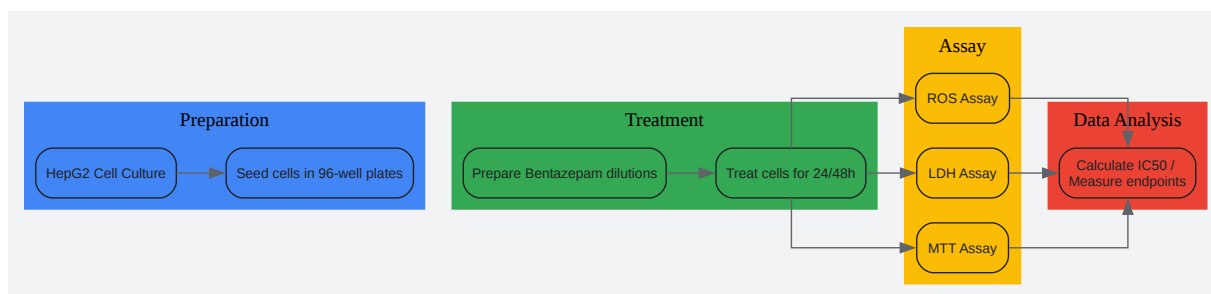 Preparation
HepG2 Cell Culture
Seed cells in 96-well plates
Treatment
Prepare Bentazepam dilutions
Treat cells for 24/48h
Assay
ROS Assay
LDH Assay
MTT Assay
Data Analysis
Calculate IC50 /
Measure endpoints